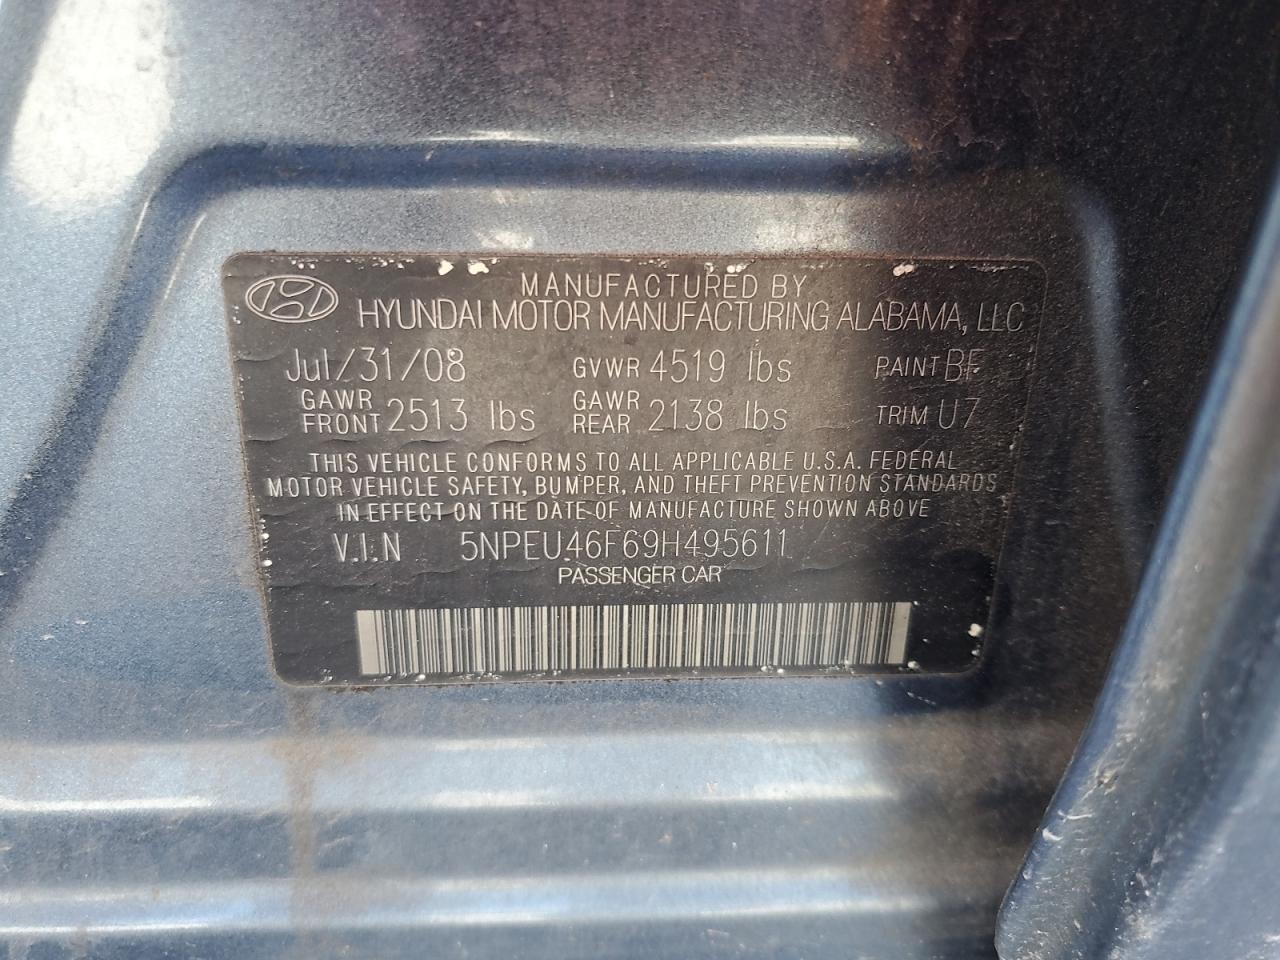 MANUFACTURED BY
HYUNDAI MOTOR MANUFACTURING ALABAMA, LLC
Jul/31/08 GVWR 4519 lbs PAINT BF
GAWR FRONT 2513 lbs GAWR REAR 2138 lbs TRIM U7
THIS VEHICLE CONFORMS TO ALL APPLICABLE U.S.A. FEDERAL
MOTOR VEHICLE SAFETY, BUMPER, AND THEFT PREVENTION STANDARDS
IN EFFECT ON THE DATE OF MANUFACTURE SHOWN ABOVE
V.I.N 5NPEU46F69H495611
PASSENGER CAR